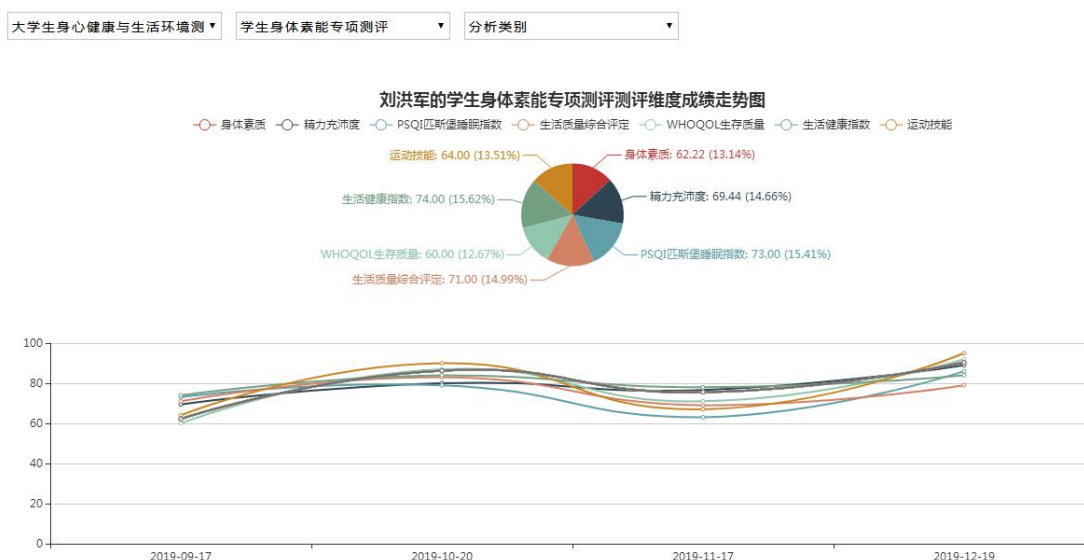 大学生身心健康与生活环境测 学生身体素能专项测评 分析类别
刘洪军的学生身体素能专项测评测评维度成绩走势图
身体素质 精力充沛度 PSQI匹斯堡睡眠指数 生活质量综合评定 WHOQOL生存质量 生活健康指数 运动技能
运动技能: 64.00 (13.51%) 身体素质: 62.22 (13.14%)
生活健康指数: 74.00 (15.62%) 精力充沛度: 69.44 (14.66%)
WHOQOL生存质量: 60.00 (12.67%) PSQI匹斯堡睡眠指数: 73.00 (15.41%)
生活质量综合评定: 71.00 (14.99%)
100
80
60
40
20
0
2019-09-17 2019-10-20 2019-11-17 2019-12-19